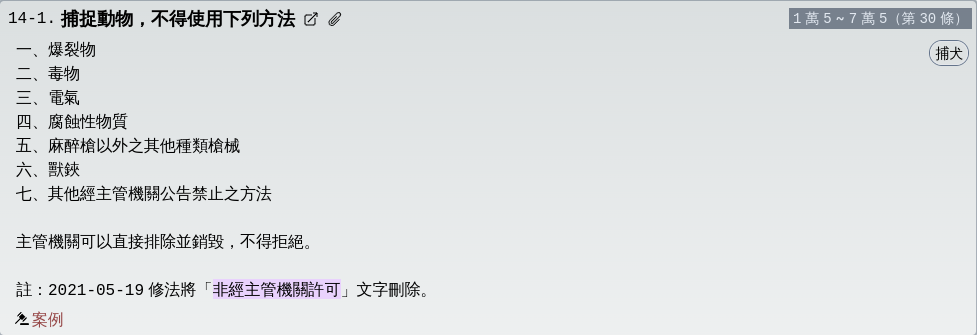 14-1. 捕捉動物，不得使用下列方法
1 萬 5 ~ 7 萬 5（第 30 條）
捕犬
一、爆裂物
二、毒物
三、電氣
四、腐蝕性物質
五、麻醉槍以外之其他種類槍械
六、獸鋏
七、其他經主管機關公告禁止之方法
主管機關可以直接排除並銷毀，不得拒絕。
註：2021-05-19 修法將「非經主管機關許可」文字刪除。
案例